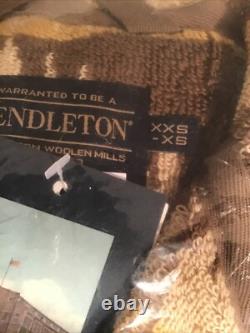 WARRANTED TO BE A
ENDLETON®
XXS
-XS
WOOLEN MILLS